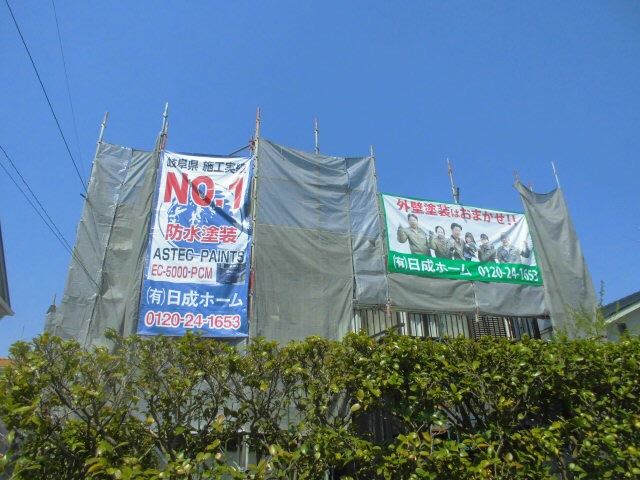 岐阜県 施工実績
NO.1
防水塗装
ASTEC PAINTS
EC-5000-PCM
(有)日成ホーム
0120-24-1653
外壁塗装はおまかせ!!
(有)日成ホーム 0120-24-1653